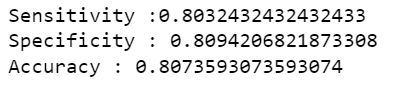 Sensitivity :0.8032432432432433
Specificity : 0.8094206821873308
Accuracy : 0.8073593073593074